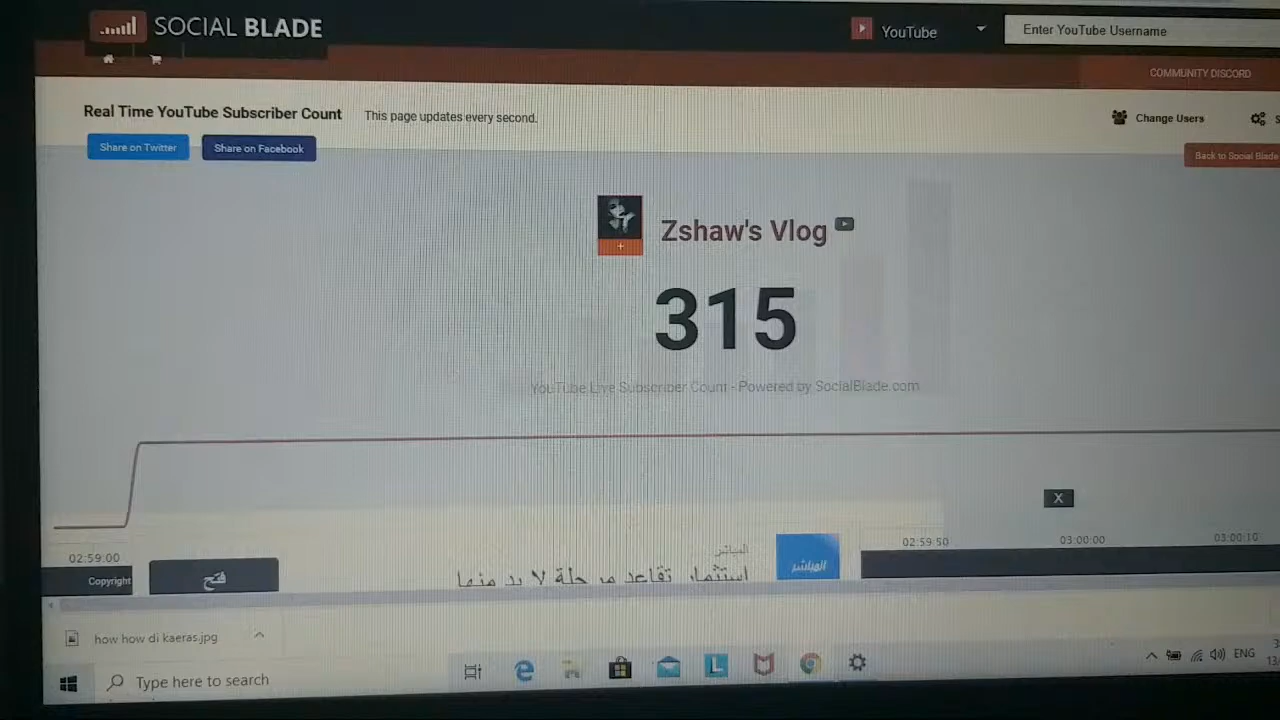 SOCIAL BLADE
YouTube
Enter YouTube Username
COMMUNITY DISCORD
Real Time YouTube Subscriber Count
This page updates every second.
Change Users
Share on Twitter
Share on Facebook
Back to Social Blade
Zshaw's Vlog
315
YouTube Live Subscriber Count - Powered by SocialBlade.com
X
02:59:00
02:59:50
03:00:00
03:00:10
المباشر
المباشر
Copyright
فتح
how how di kaeras.jpg
Type here to search
ENG